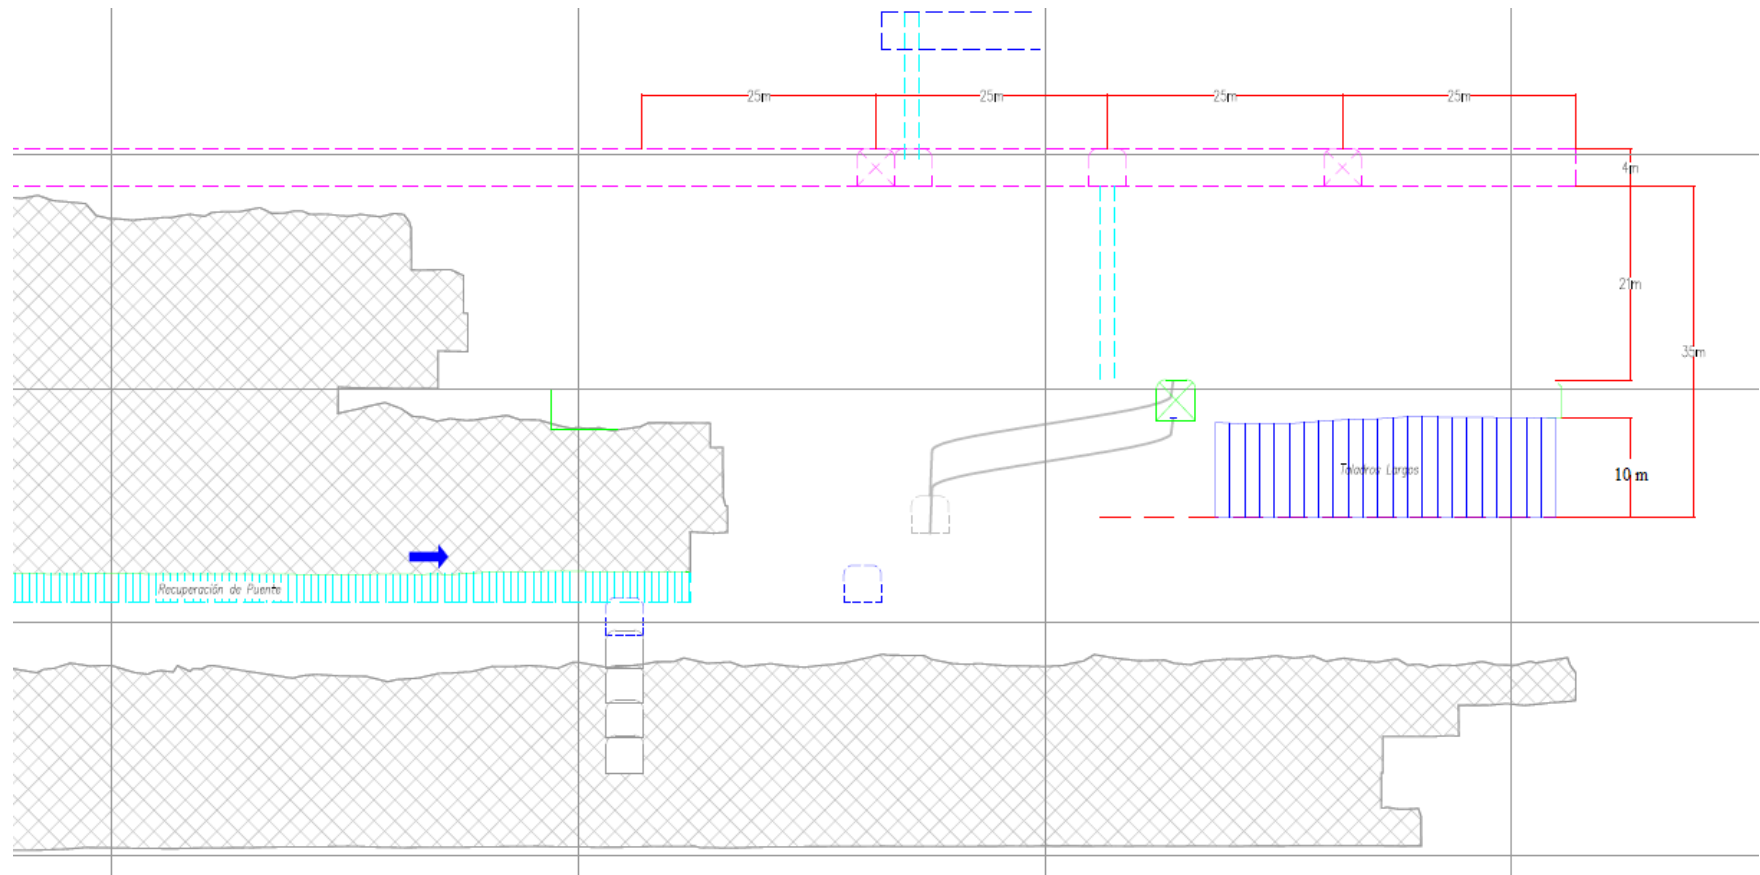 25m
25m
25m
25m
4m
21m
35m
Taladros Largos
10 m
Recuperación de Puente